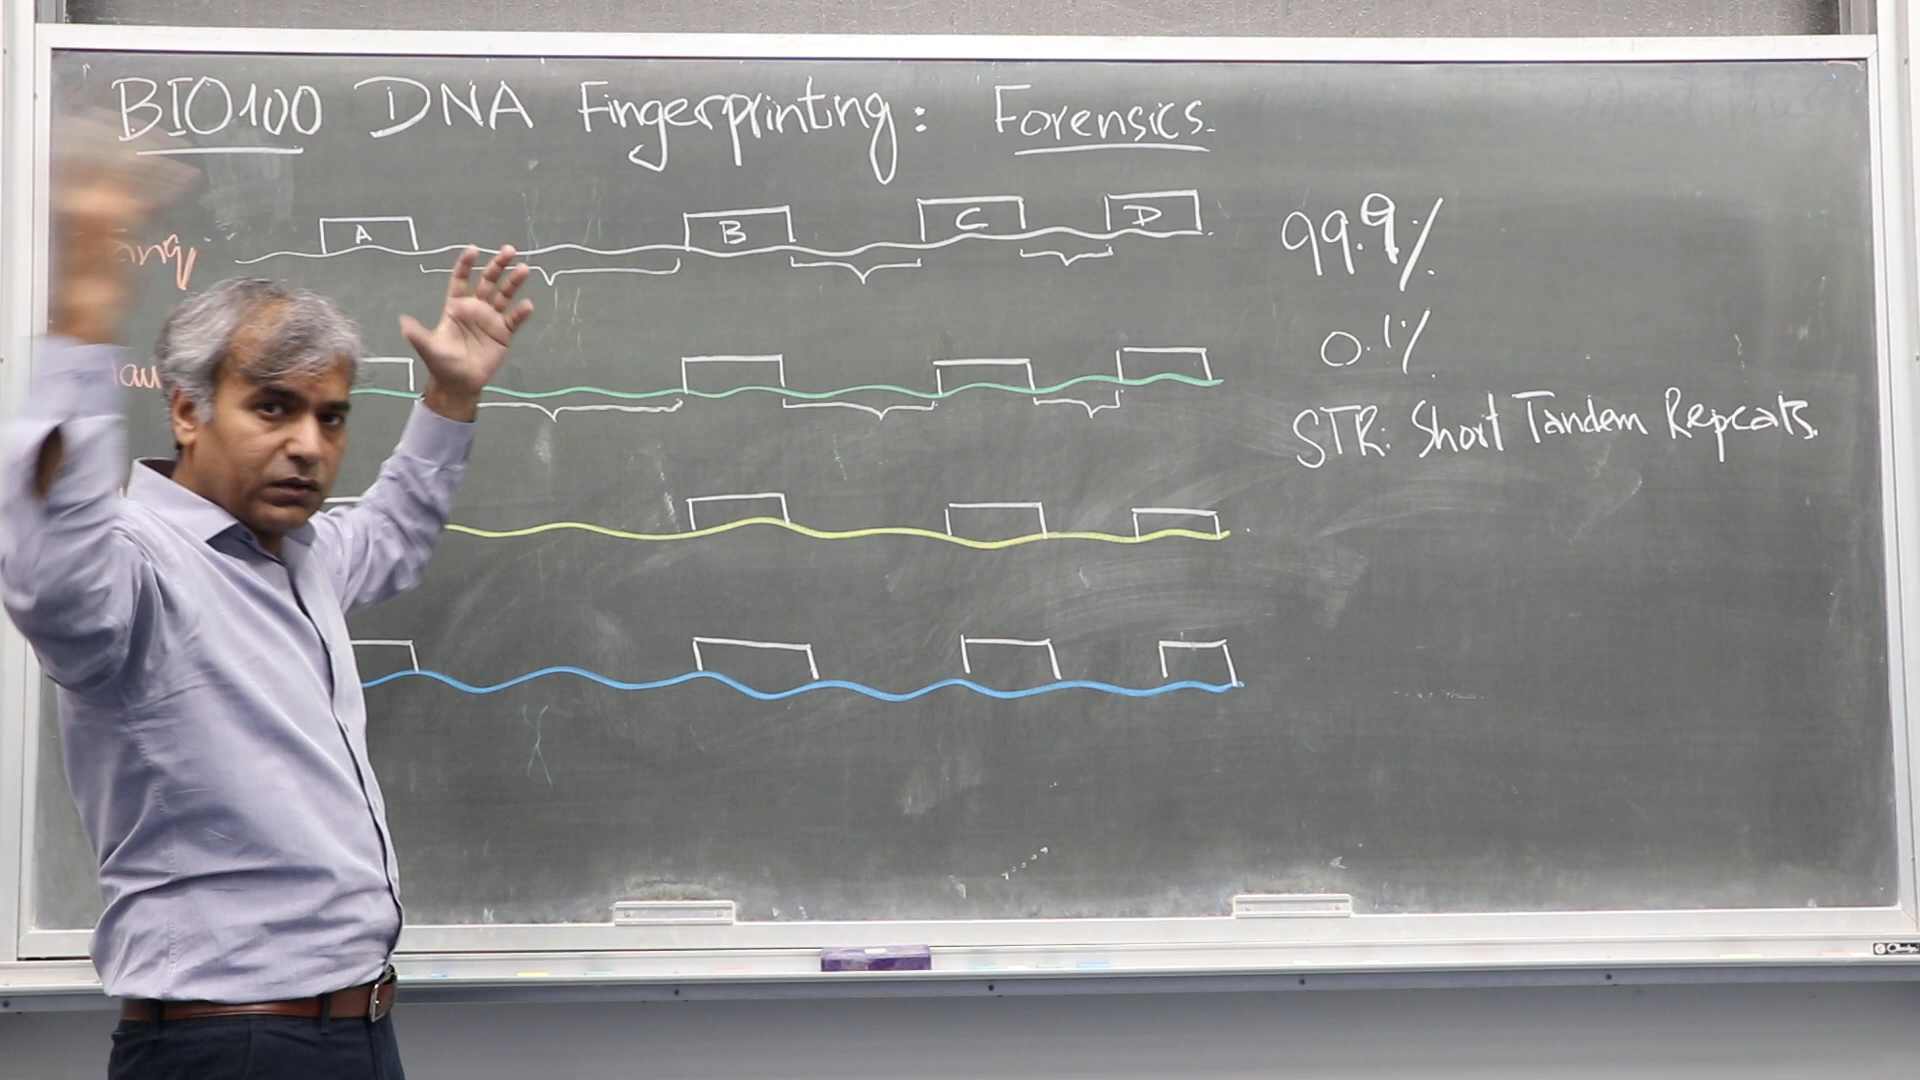 BIO100 DNA Fingerprinting: Forensics.
A B C D
99.9%
0.1%
STR: Short Tandem Repeats.